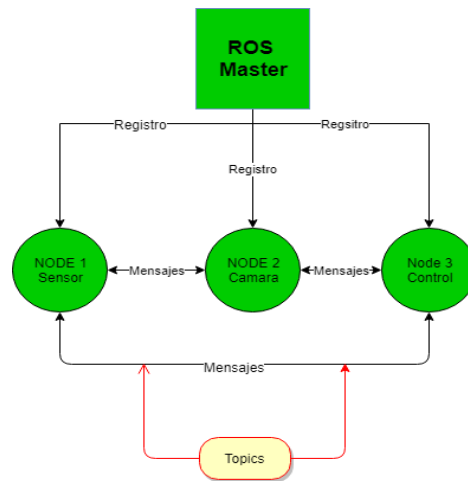 ROS
Master
Registro
Regsitro
Registro
NODE 1
Sensor
Mensajes
NODE 2
Camara
Mensajes
Node 3
Control
Mensajes
Topics